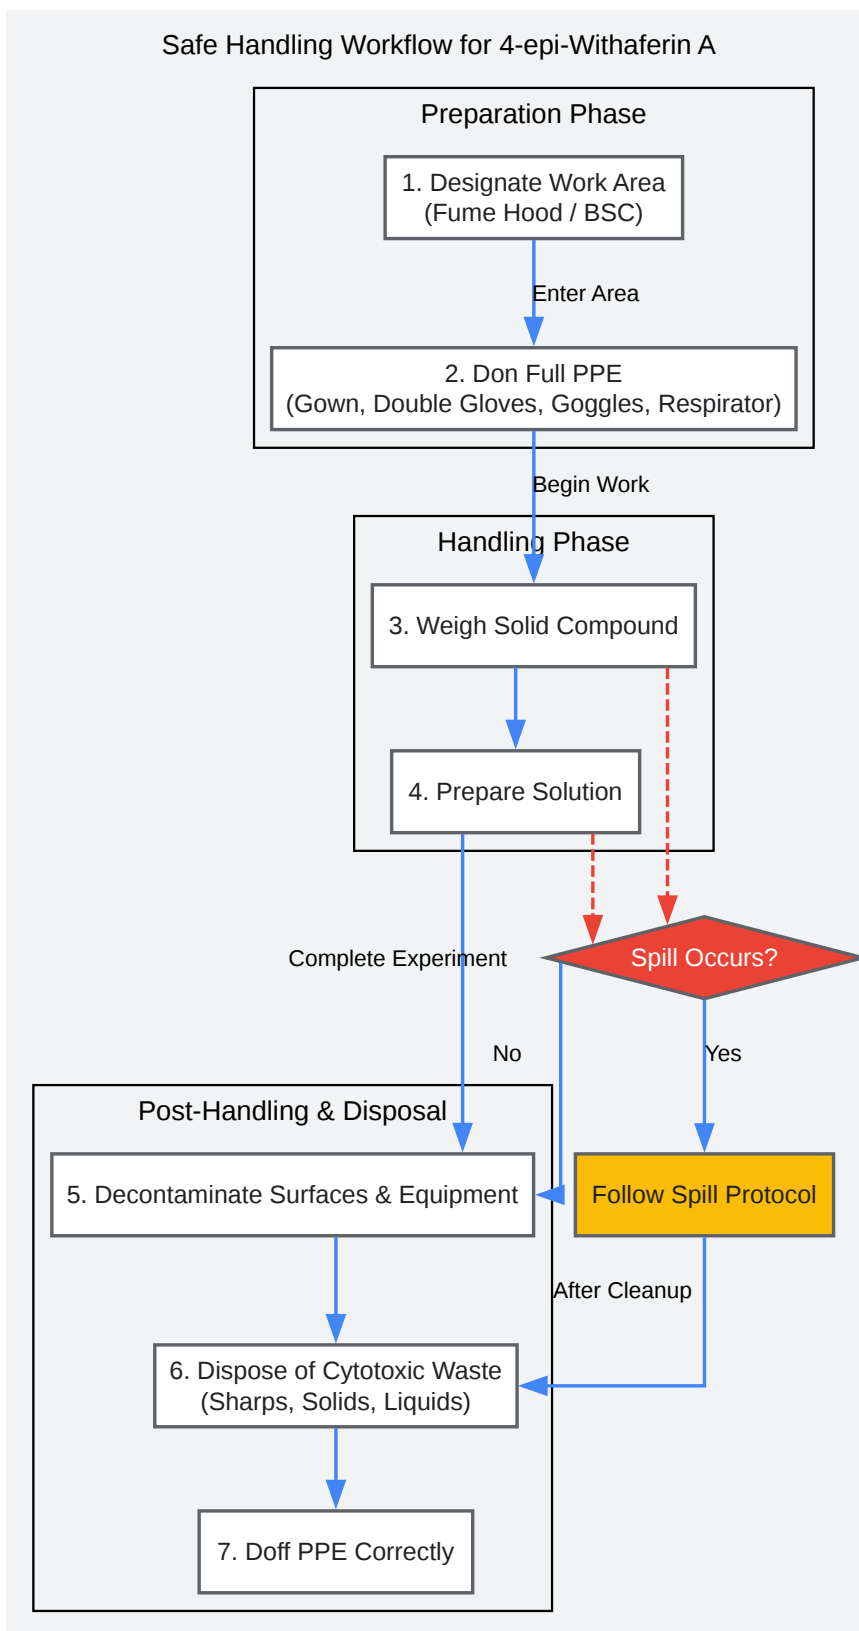 Safe Handling Workflow for 4-epi-Withaferin A
Preparation Phase
1. Designate Work Area
(Fume Hood / BSC)
Enter Area
2. Don Full PPE
(Gown, Double Gloves, Goggles, Respirator)
Begin Work
Handling Phase
3. Weigh Solid Compound
4. Prepare Solution
Complete Experiment
Spill Occurs?
No
Yes
Post-Handling & Disposal
5. Decontaminate Surfaces & Equipment
Follow Spill Protocol
After Cleanup
6. Dispose of Cytotoxic Waste
(Sharps, Solids, Liquids)
7. Doff PPE Correctly